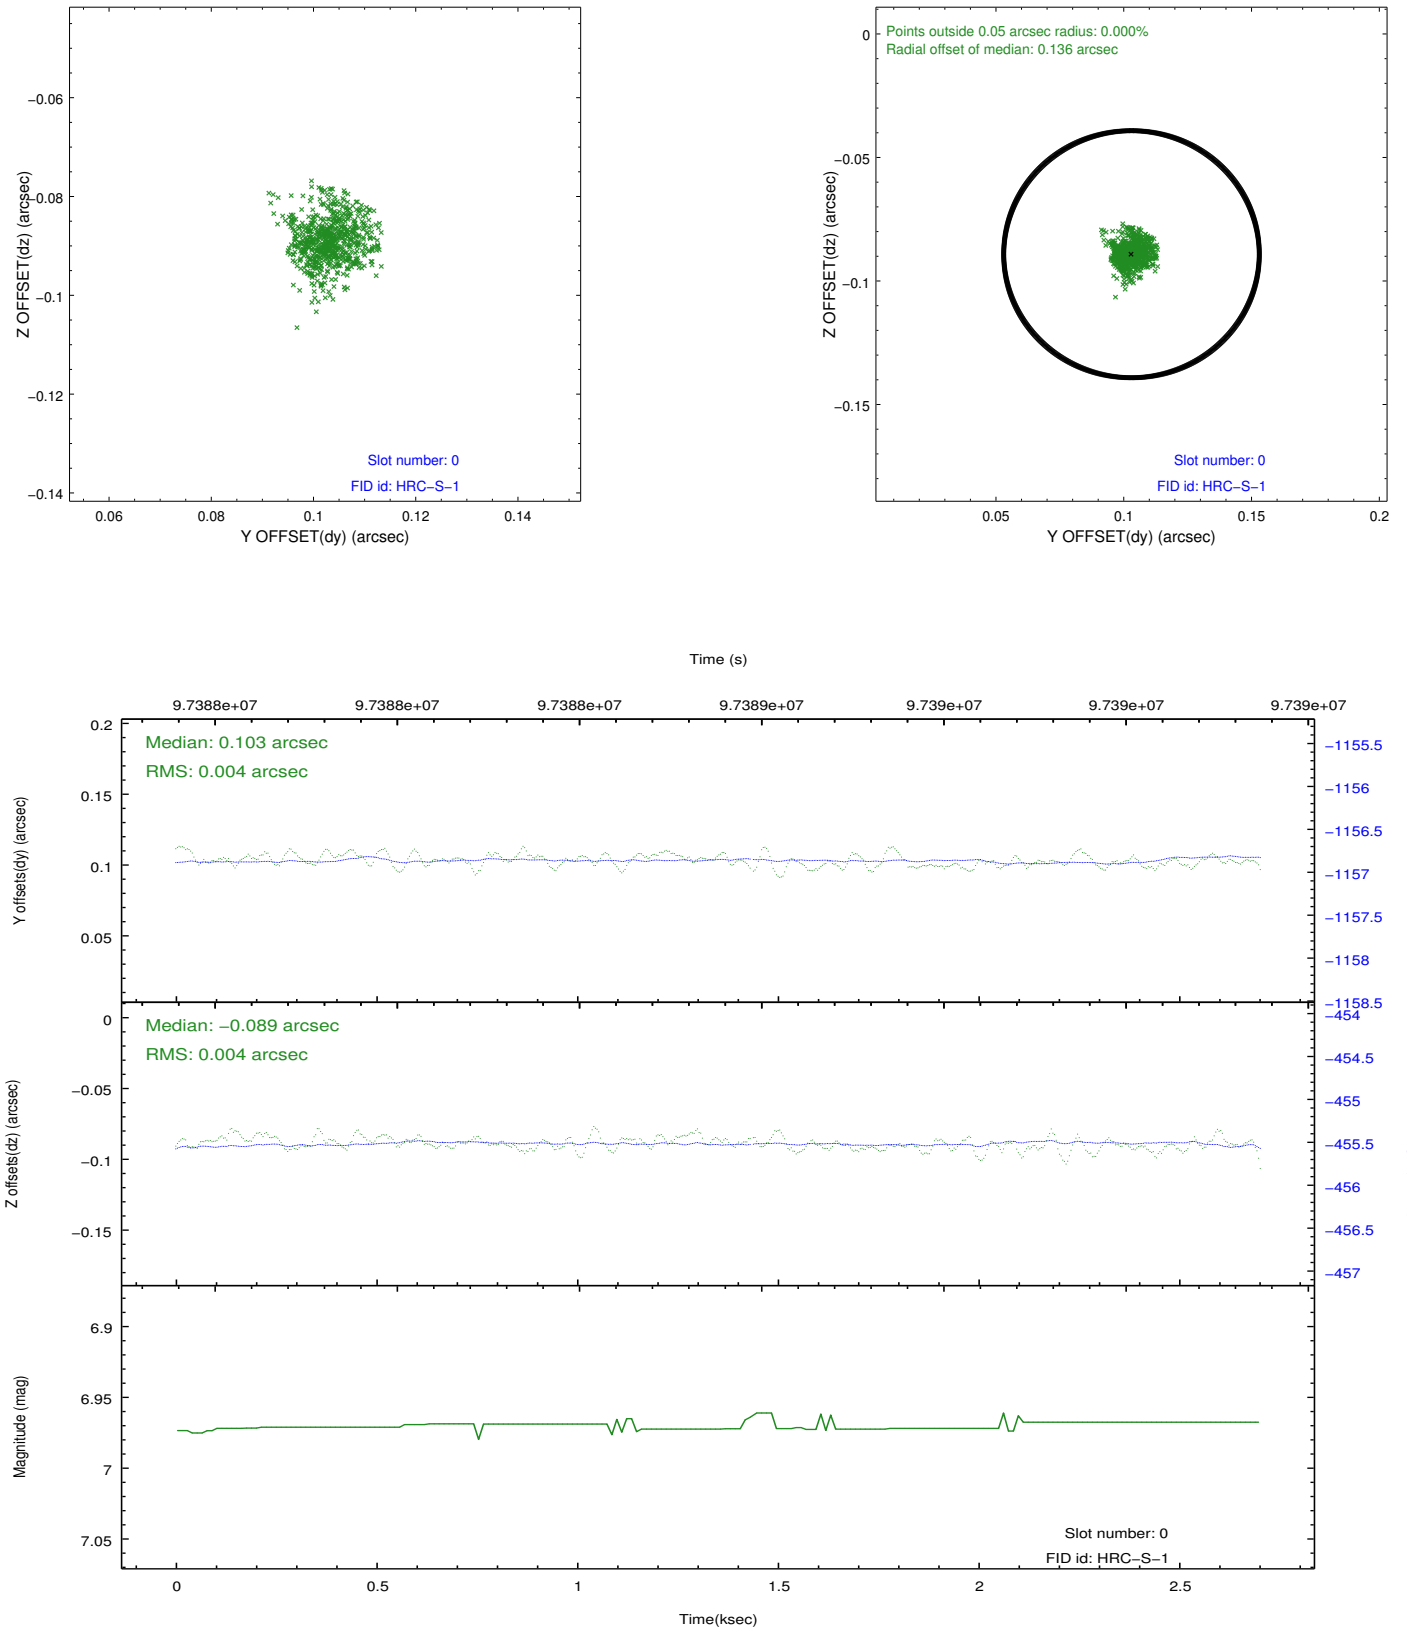 −0.06
−0.08
−0.1
−0.12
−0.14
Z OFFSET(dz) (arcsec)
Slot number: 0
FID id: HRC−S−1
0.06 0.08 0.1 0.12 0.14
Y OFFSET(dy) (arcsec)
Points outside 0.05 arcsec radius: 0.000%
Radial offset of median: 0.136 arcsec
0
−0.05
−0.1
−0.15
Z OFFSET(dz) (arcsec)
Slot number: 0
FID id: HRC−S−1
0.05 0.1 0.15 0.2
Y OFFSET(dy) (arcsec)
Time (s)
9.7388e+07 9.7388e+07 9.7388e+07 9.7389e+07 9.739e+07 9.739e+07 9.739e+07
Median: 0.103 arcsec
RMS: 0.004 arcsec
0.2
0.15
0.1
0.05
Y offsets(dy) (arcsec)
−1155.5
−1156
−1156.5
−1157
−1157.5
−1158
−1158.5
Median: −0.089 arcsec
RMS: 0.004 arcsec
0
−0.05
−0.1
−0.15
Z offsets(dz) (arcsec)
−454
−454.5
−455
−455.5
−456
−456.5
−457
6.9
6.95
7
7.05
Magnitude (mag)
Slot number: 0
FID id: HRC−S−1
0 0.5 1 1.5 2 2.5
Time(ksec)